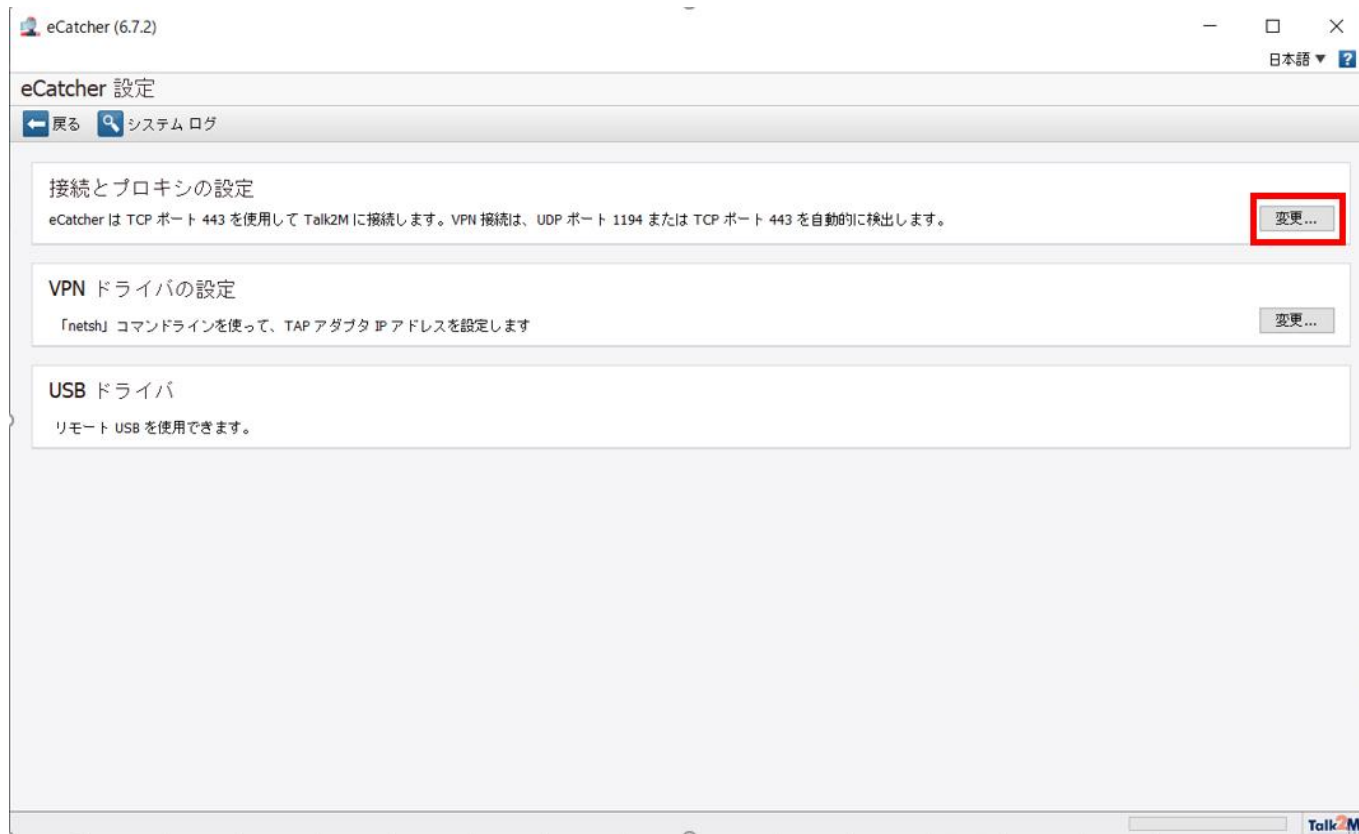 eCatcher (6.7.2)
日本語 ▼ ?
eCatcher 設定
戻る システム ログ
接続とプロキシの設定
eCatcher は TCP ポート 443 を使用して Talk2M に接続します。VPN 接続は、UDP ポート 1194 または TCP ポート 443 を自動的に検出します。
変更...
VPN ドライバの設定
「netsh」コマンドラインを使って、TAP アダプタ IP アドレスを設定します
変更...
USB ドライバ
リモート USB を使用できます。
Talk2M